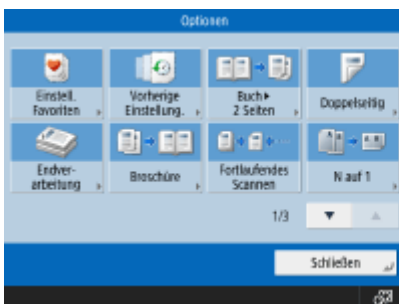 Optionen
Einstell.
Favoriten
Vorherige
Einstellung.
Buch▸
2 Seiten
Doppelseitig
Endver-
arbeitung
Broschüre
Fortlaufendes
Scannen
N auf 1
1/3
Schließen